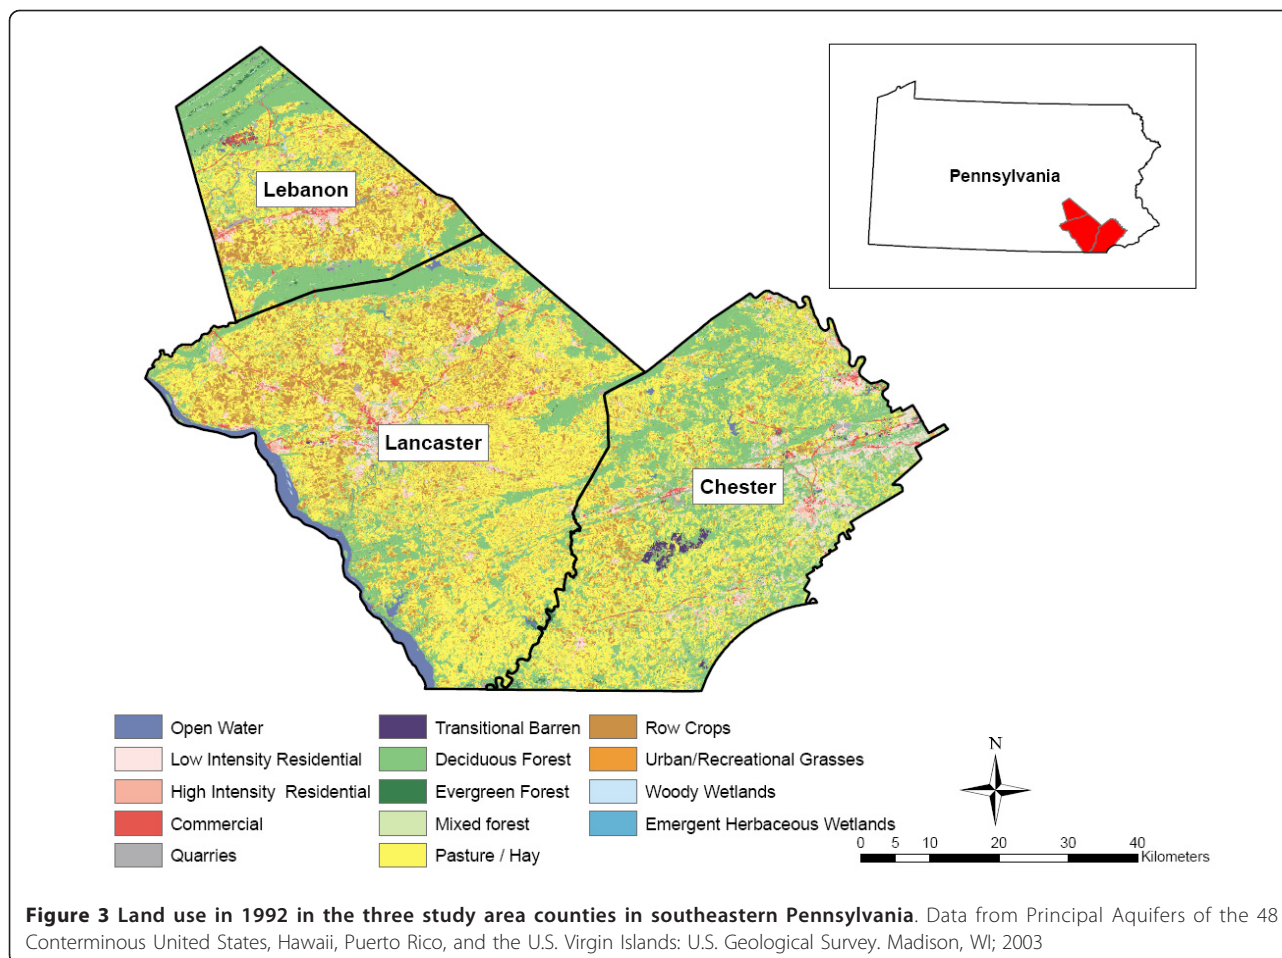 Pennsylvania
Lebanon
Lancaster
Chester
Open Water
Low Intensity Residential
High Intensity Residential
Commercial
Quarries
Transitional Barren
Deciduous Forest
Evergreen Forest
Mixed forest
Pasture / Hay
Row Crops
Urban/Recreational Grasses
Woody Wetlands
Emergent Herbaceous Wetlands
N
0 5 10 20 30 40
Kilometers
Figure 3 Land use in 1992 in the three study area counties in southeastern Pennsylvania. Data from Principal Aquifers of the 48
Conterminous United States, Hawaii, Puerto Rico, and the U.S. Virgin Islands: U.S. Geological Survey. Madison, WI; 2003